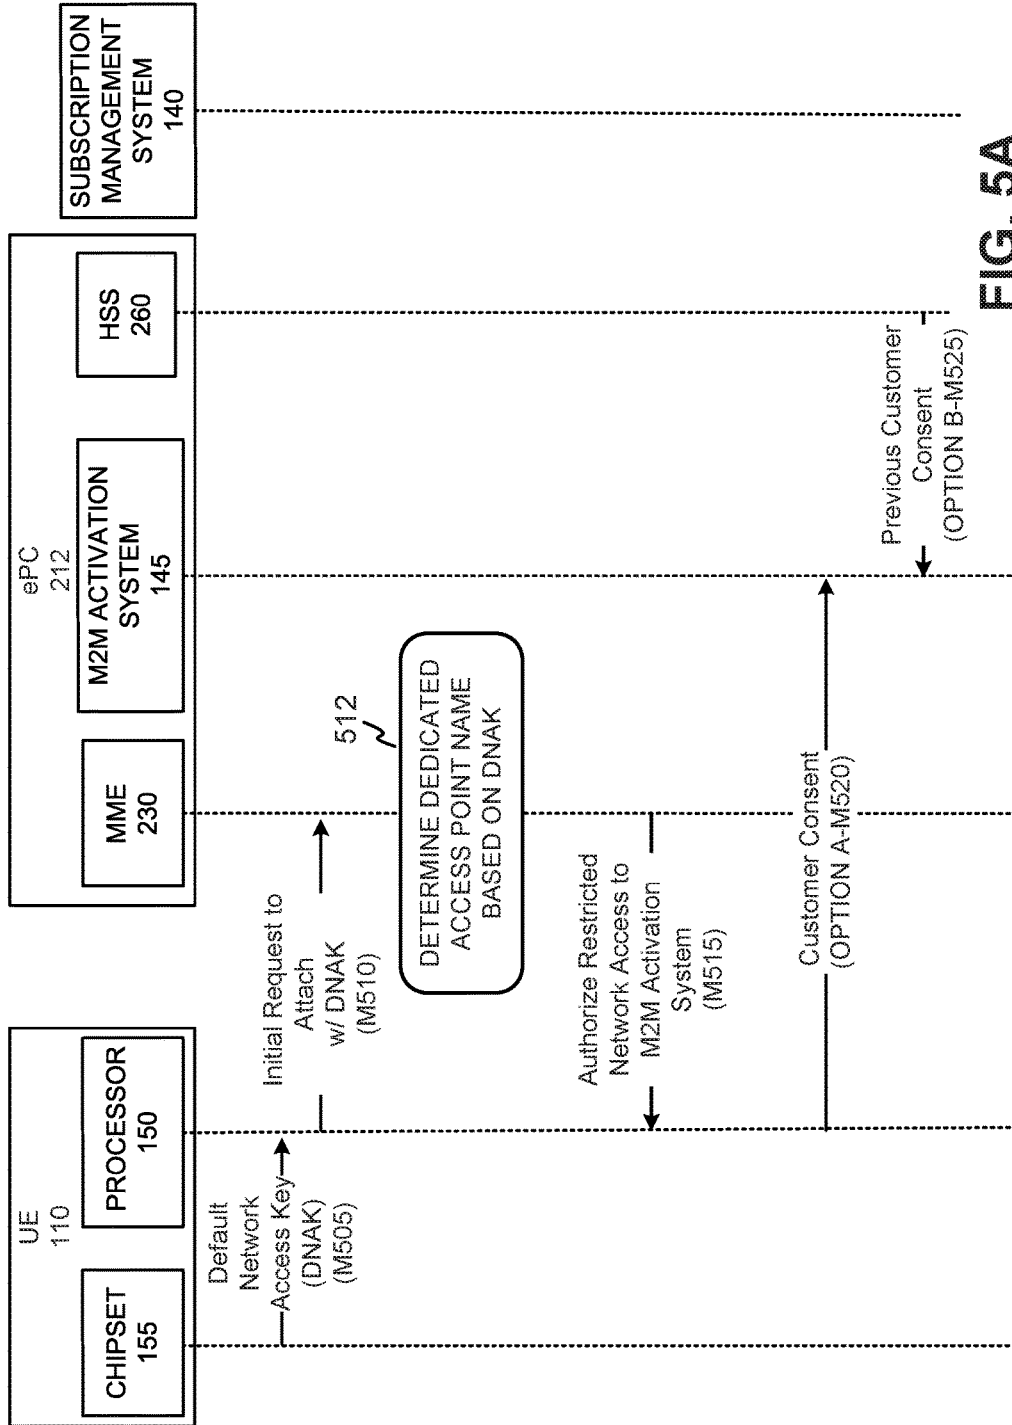 UE
110
CHIPSET
155
PROCESSOR
150
ePC
212
MME
230
M2M ACTIVATION
SYSTEM
145
HSS
260
SUBSCRIPTION
MANAGEMENT
SYSTEM
140
Default
Network
Access Key
(DNAK)
(M505)
Initial Request to
Attach
w/ DNAK
(M510)
512
DETERMINE DEDICATED
ACCESS POINT NAME
BASED ON DNAK
Authorize Restricted
Network Access to
M2M Activation
System
(M515)
Customer Consent
(OPTION A-M520)
Previous Customer
Consent
(OPTION B-M525)
FIG. 5A